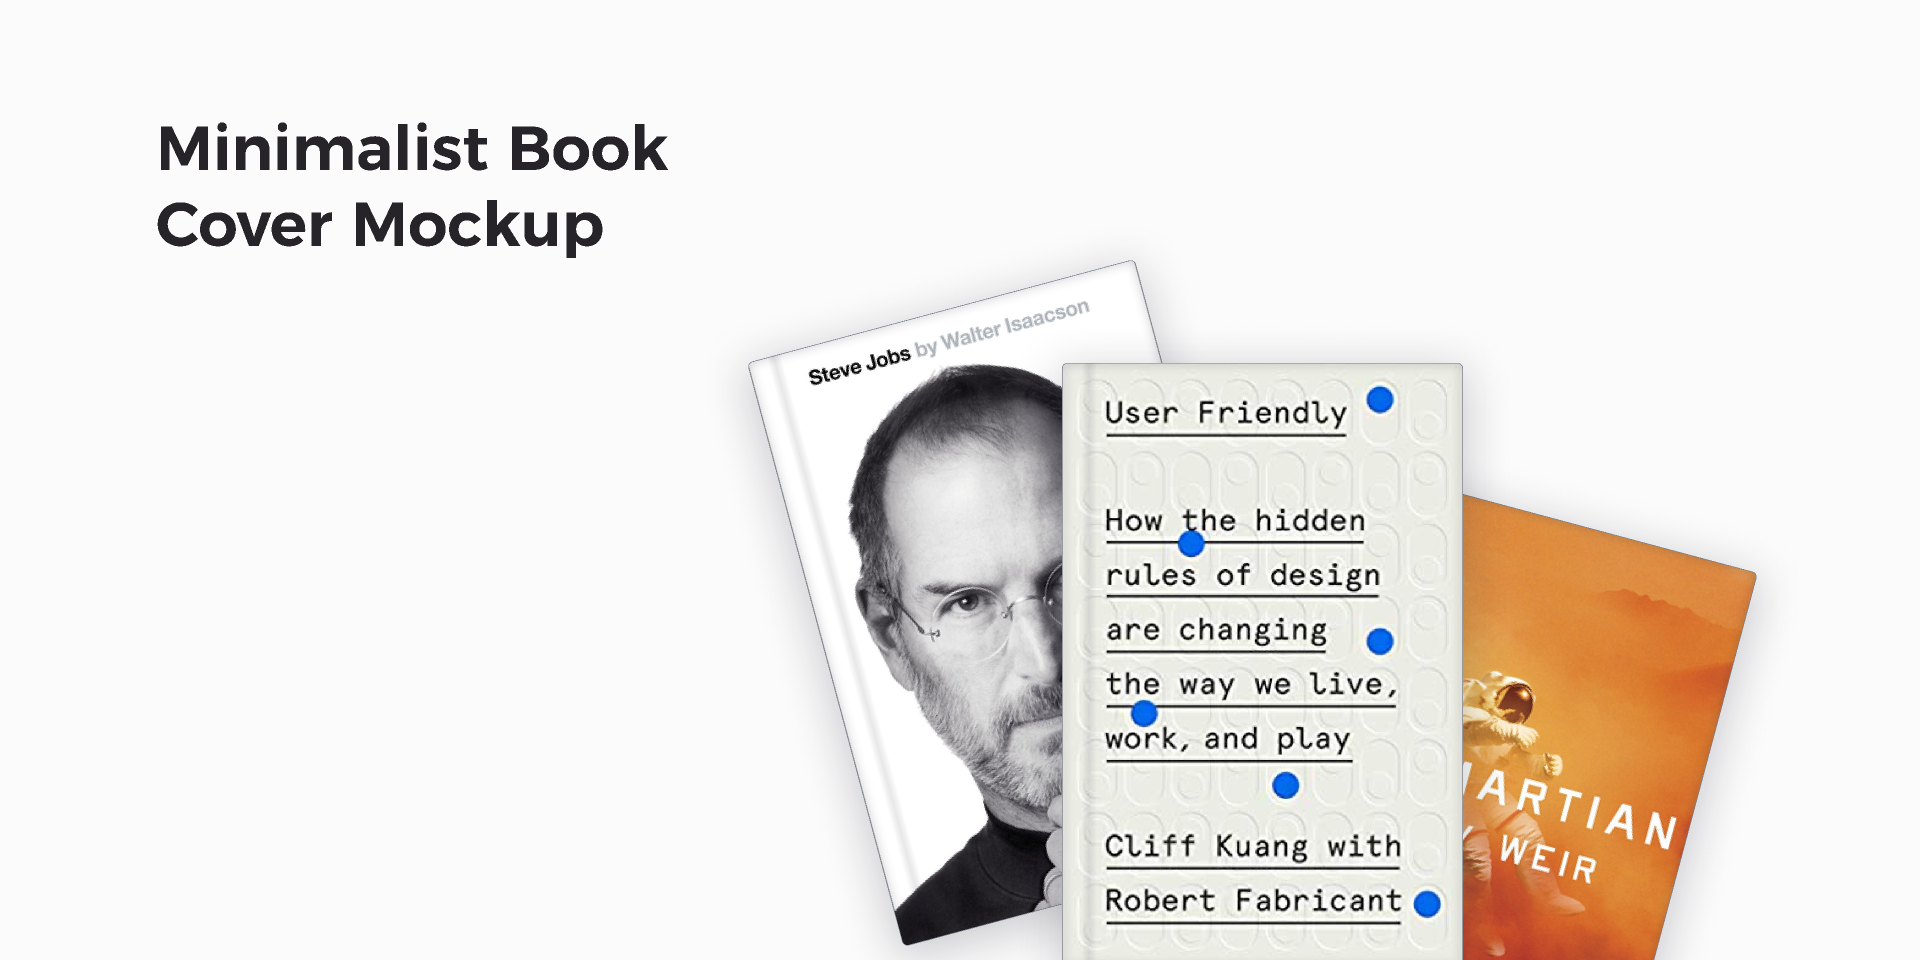 Minimalist Book
Cover Mockup
Steve Jobs by Walter Isaacson
User Friendly
How the hidden
rules of design
are changing
the way we live,
work, and play
Cliff Kuang with
Robert Fabricant
ARTIAN
WEIR